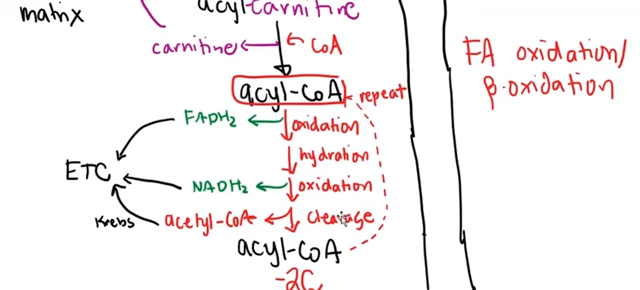 matrix
acyl-carnitine
carnitine
CoA
acyl-CoA
repeat
FADH2
oxidation
hydration
ETC
NADH2
oxidation
Krebs
acetyl-CoA
cleavage
acyl-CoA
-2C
FA oxidation/
β-oxidation